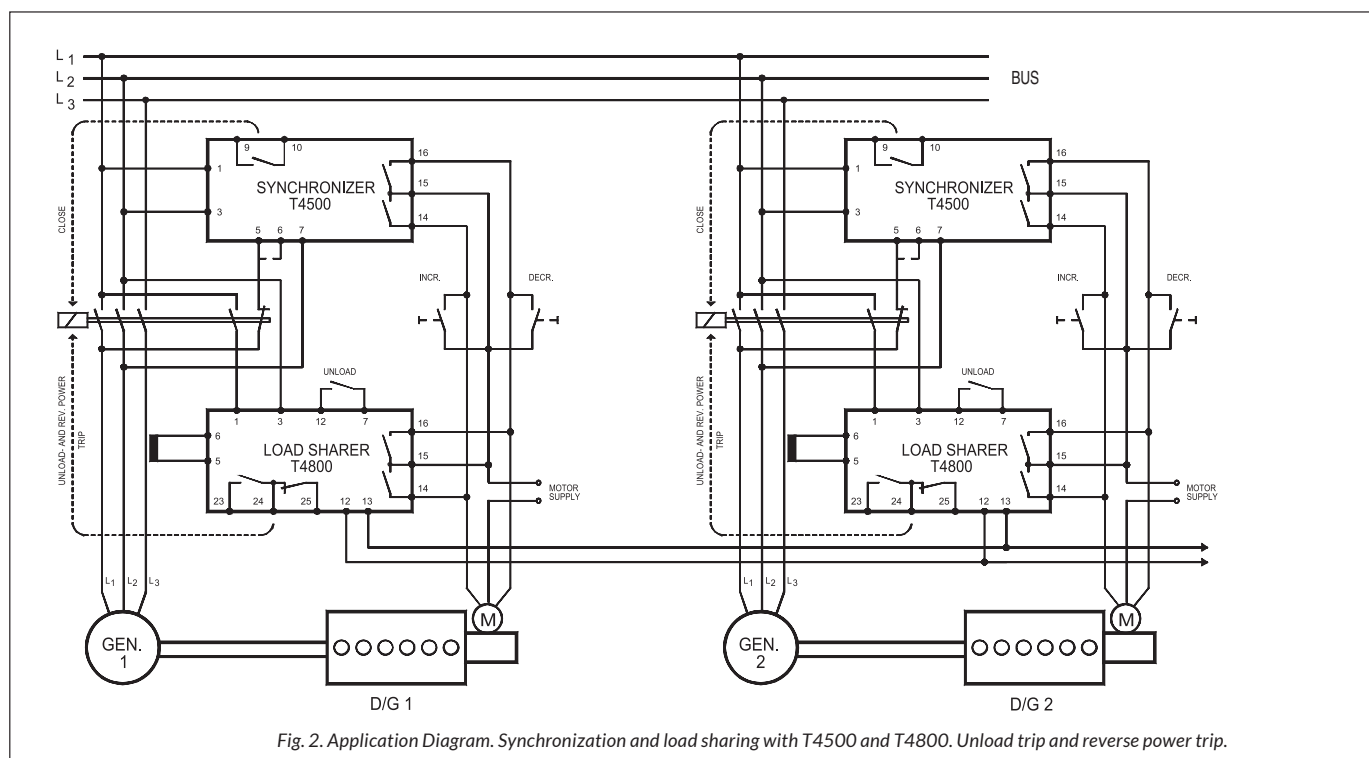 L1
L2
BUS
L3
9
10
16
1
SYNCHRONIZER
T4500
15
3
14
5
6
7
CLOSE
INCR.
DECR.
UNLOAD- AND REV. POWER
TRIP
UNLOAD
1
3
12
7
16
6
LOAD SHARER
T4800
15
5
14
23
24
25
12
13
MOTOR
SUPPLY
L1
L2
L3
GEN.
1
M
D/G 1
9
10
16
1
SYNCHRONIZER
T4500
15
3
14
5
6
7
CLOSE
INCR.
DECR.
UNLOAD- AND REV. POWER
TRIP
UNLOAD
1
3
12
7
16
6
LOAD SHARER
T4800
15
5
14
23
24
25
12
13
MOTOR
SUPPLY
L1
L2
L3
GEN.
2
M
D/G 2
Fig. 2. Application Diagram. Synchronization and load sharing with T4500 and T4800. Unload trip and reverse power trip.